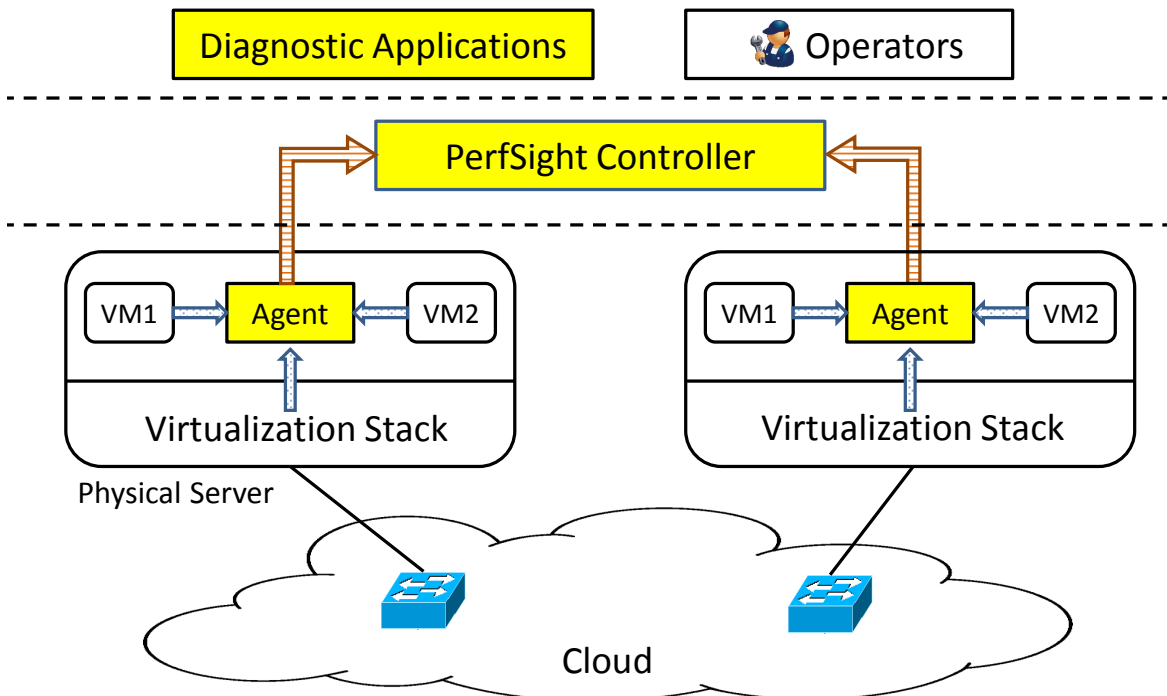 Diagnostic Applications
Operators
PerfSight Controller
VM1
Agent
VM2
VM1
Agent
VM2
Virtualization Stack
Virtualization Stack
Physical Server
Cloud